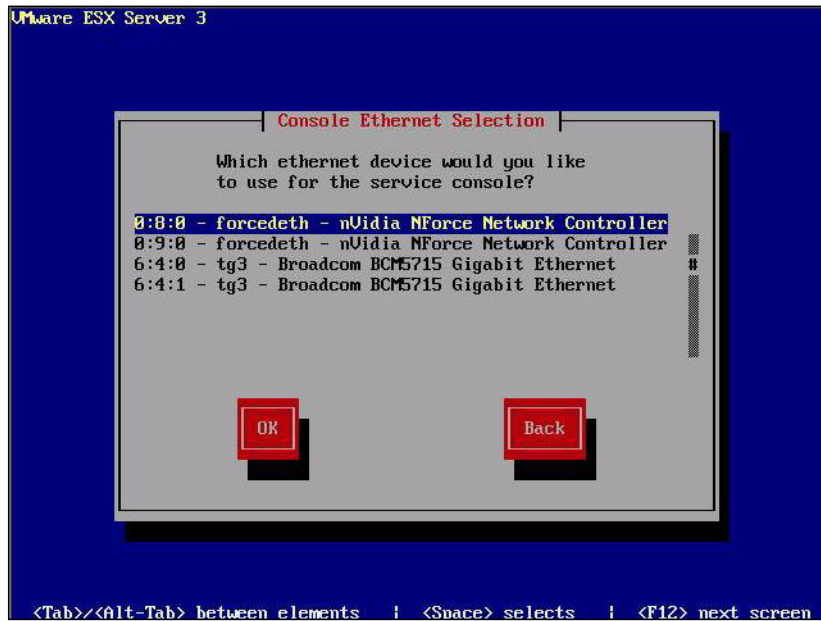 VMware ESX Server 3
Console Ethernet Selection
Which ethernet device would you like
to use for the service console?
0:8:0 - forcedeth - nVidia NForce Network Controller
0:9:0 - forcedeth - nVidia NForce Network Controller
6:4:0 - tg3 - Broadcom BCM5715 Gigabit Ethernet #
6:4:1 - tg3 - Broadcom BCM5715 Gigabit Ethernet
OK Back
<Tab>/<Alt-Tab> between elements | <Space> selects | <F12> next screen